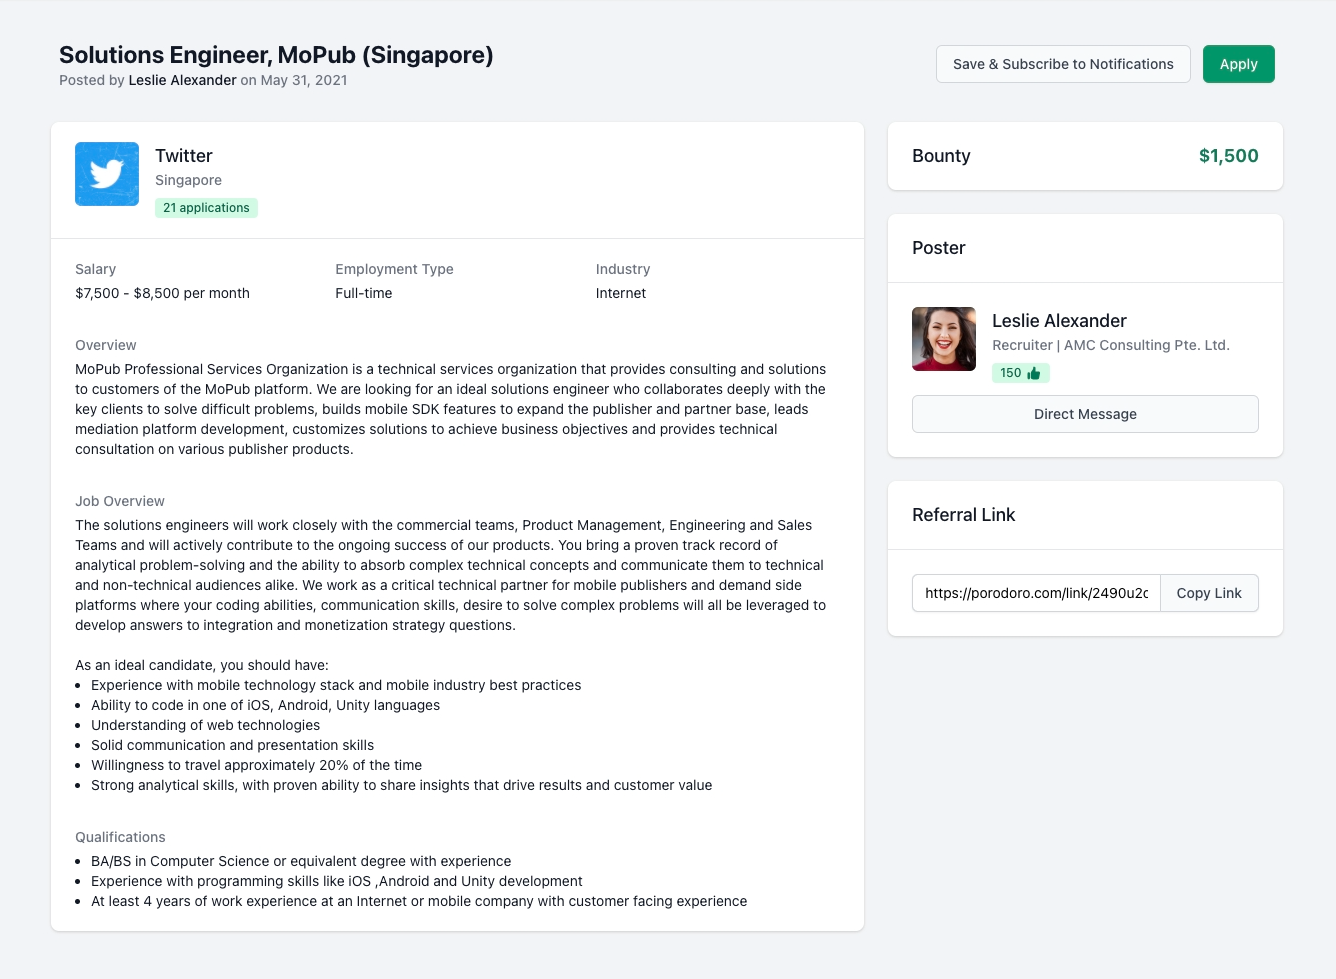 Solutions Engineer, MoPub (Singapore)
Posted by Leslie Alexander on May 31, 2021
Save & Subscribe to Notifications
Apply
Twitter
Singapore
21 applications
Salary
$7,500 - $8,500 per month
Employment Type
Full-time
Industry
Internet
Overview
MoPub Professional Services Organization is a technical services organization that provides consulting and solutions
to customers of the MoPub platform. We are looking for an ideal solutions engineer who collaborates deeply with the
key clients to solve difficult problems, builds mobile SDK features to expand the publisher and partner base, leads
mediation platform development, customizes solutions to achieve business objectives and provides technical
consultation on various publisher products.
Job Overview
The solutions engineers will work closely with the commercial teams, Product Management, Engineering and Sales
Teams and will actively contribute to the ongoing success of our products. You bring a proven track record of
analytical problem-solving and the ability to absorb complex technical concepts and communicate them to technical
and non-technical audiences alike. We work as a critical technical partner for mobile publishers and demand side
platforms where your coding abilities, communication skills, desire to solve complex problems will all be leveraged to
develop answers to integration and monetization strategy questions.
As an ideal candidate, you should have:
• Experience with mobile technology stack and mobile industry best practices
• Ability to code in one of iOS, Android, Unity languages
• Understanding of web technologies
• Solid communication and presentation skills
• Willingness to travel approximately 20% of the time
• Strong analytical skills, with proven ability to share insights that drive results and customer value
Qualifications
• BA/BS in Computer Science or equivalent degree with experience
• Experience with programming skills like iOS ,Android and Unity development
• At least 4 years of work experience at an Internet or mobile company with customer facing experience
Bounty
$1,500
Poster
Leslie Alexander
Recruiter | AMC Consulting Pte. Ltd.
150
Direct Message
Referral Link
https://porodoro.com/link/2490u2c
Copy Link